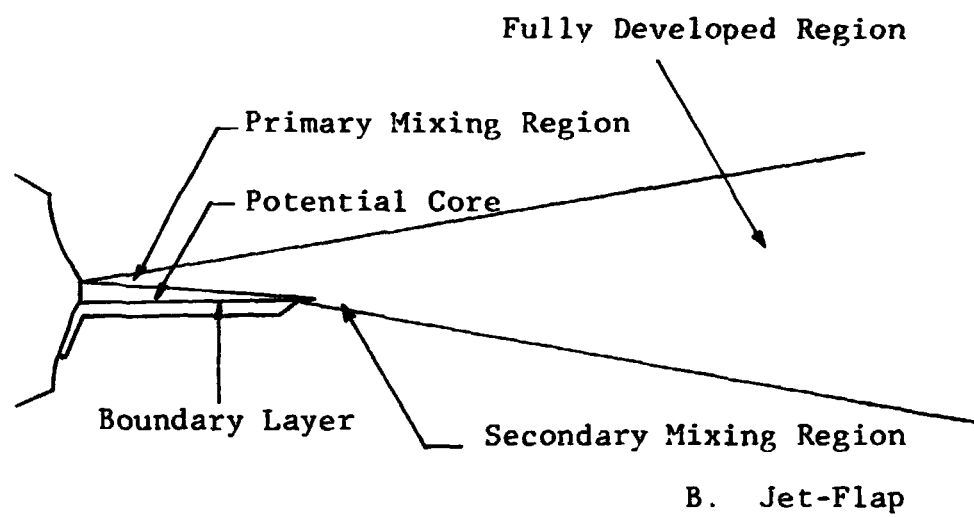 Fully Developed Region
Primary Mixing Region
Potential Core
Boundary Layer
Secondary Mixing Region
B. Jet-Flap